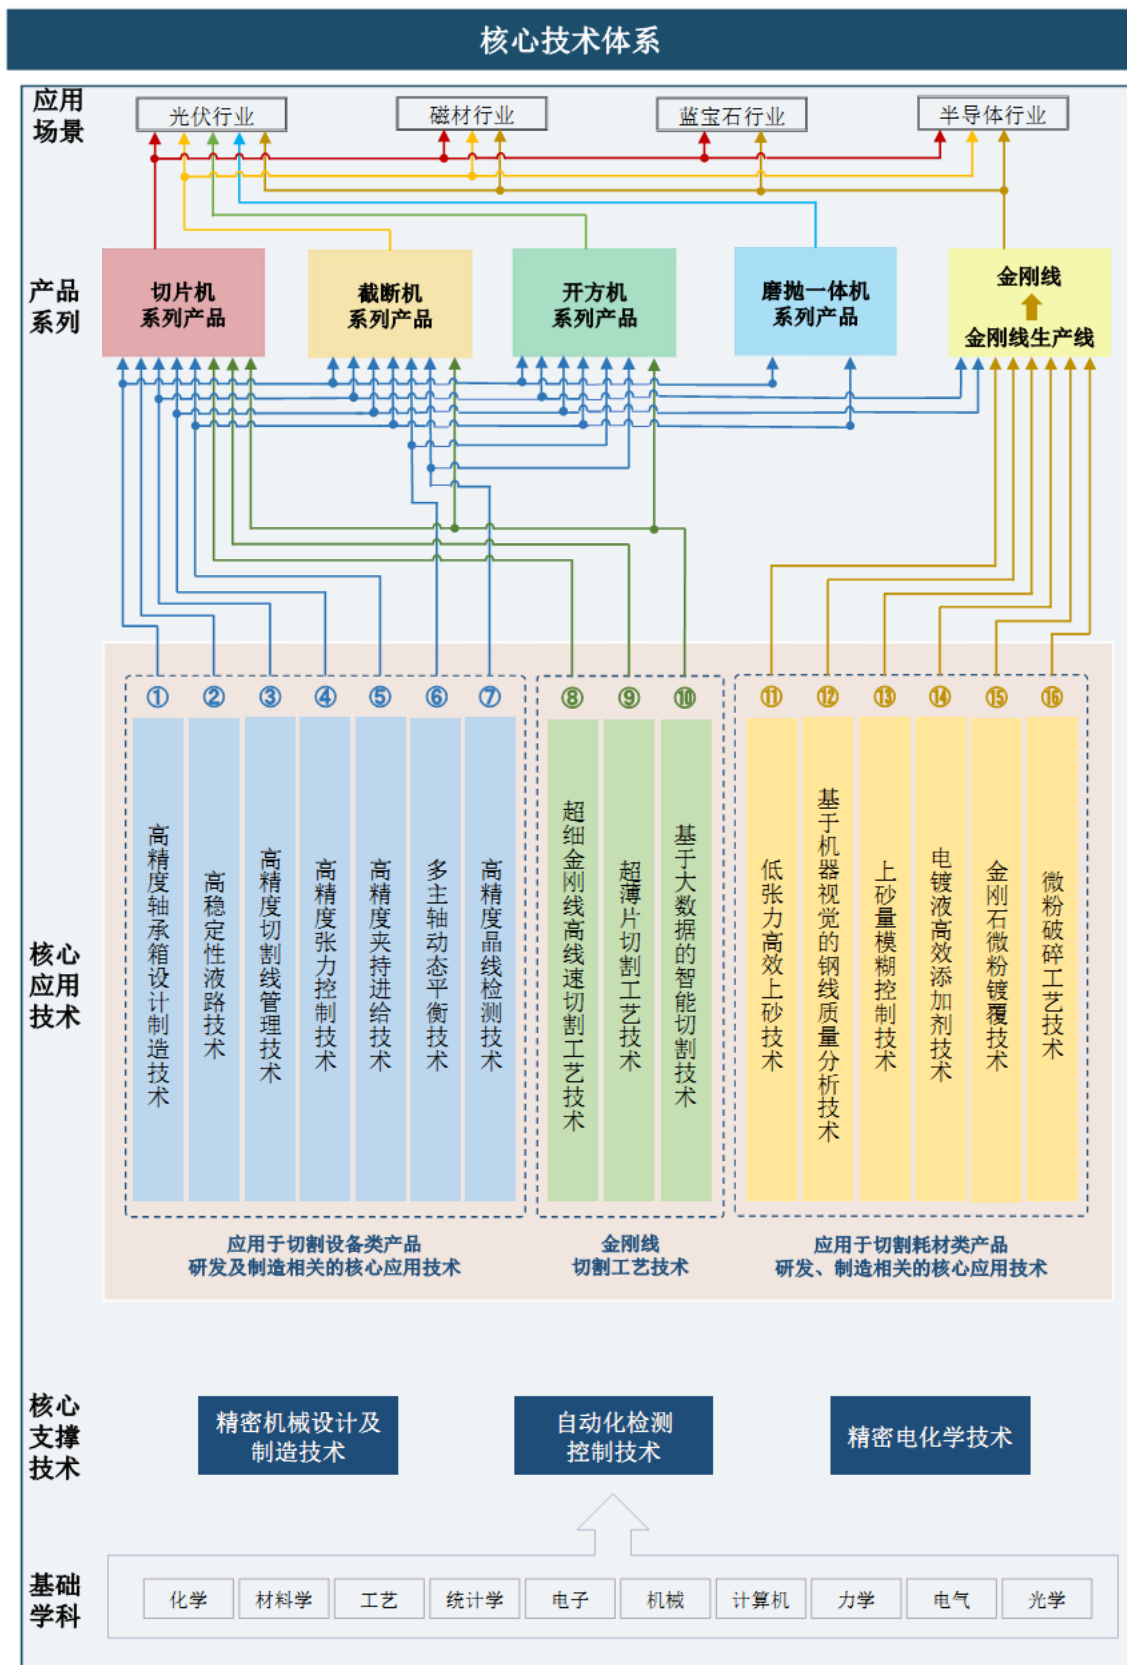 核心技术体系
应用
场景
光伏行业
磁材行业
蓝宝石行业
半导体行业
产品
系列
切片机
系列产品
截断机
系列产品
开方机
系列产品
磨抛一体机
系列产品
金刚线
金刚线生产线
核心
应用
技术
①
②
③
④
⑤
⑥
⑦
⑧
⑨
⑩
⑪
⑫
⑬
⑭
⑮
⑯
高精度轴承箱设计制造技术
高稳定性液路技术
高精度切割线管理技术
高精度张力控制技术
高精度夹持进给技术
多主轴动态平衡技术
高精度晶线检测技术
超细金刚线高线速切割工艺技术
超薄片切割工艺技术
基于大数据的智能切割技术
低张力高效上砂技术
基于机器视觉的钢线质量分析技术
上砂量模糊控制技术
电镀液高效添加剂技术
金刚石微粉镀覆技术
微粉破碎工艺技术
应用于切割设备类产品
研发及制造相关的核心应用技术
金刚线
切割工艺技术
应用于切割耗材类产品
研发、制造相关的核心应用技术
核心
支撑
技术
精密机械设计及
制造技术
自动化检测
控制技术
精密电化学技术
基础
学科
化学
材料学
工艺
统计学
电子
机械
计算机
力学
电气
光学